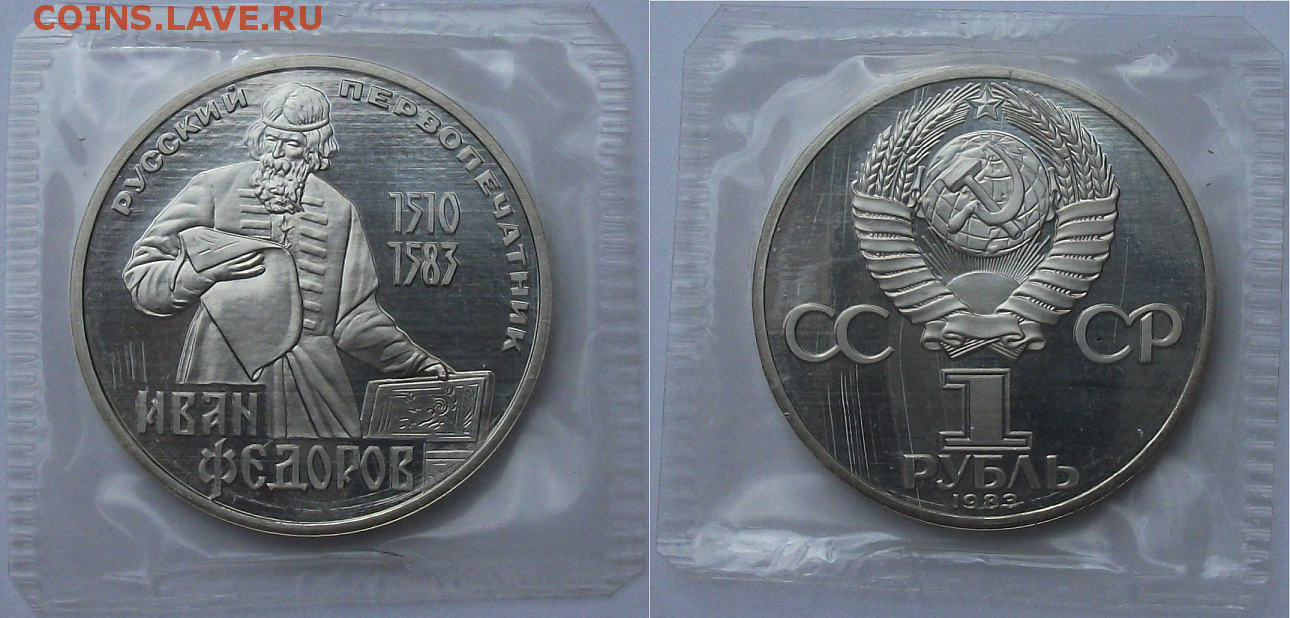 COINS.LAVE.RU
РУССКИЙ ПЕРВОПЕЧАТНИК
1510
1583
ИВАН
ФЕДОРОВ
СС СР
1
РУБЛЬ
1983